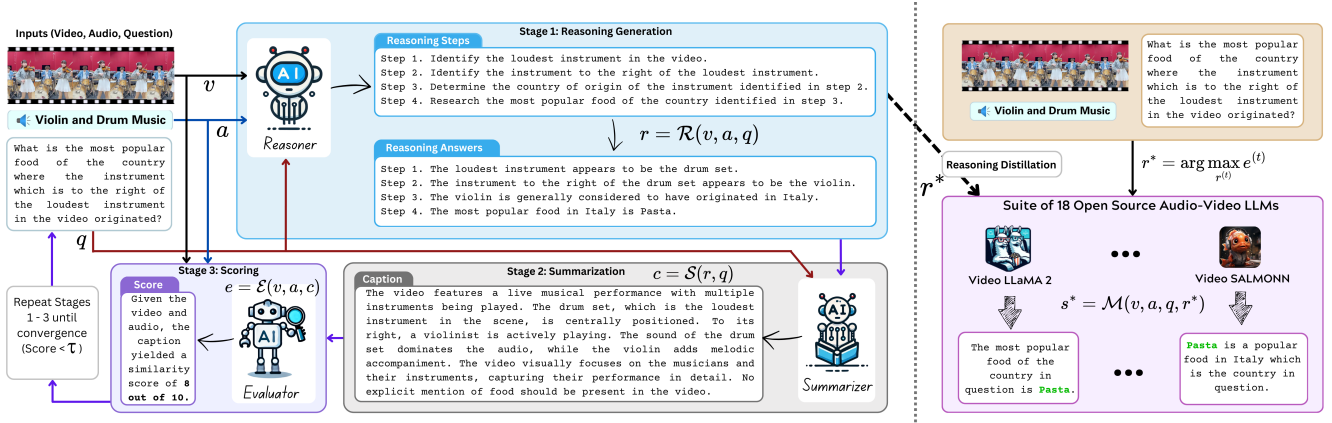 Inputs (Video, Audio, Question)
Violin and Drum Music
What is the most popular
food of the country
where the instrument
which is to the right of
the loudest instrument
in the video originated?
v
a
q
Repeat Stages
1 - 3 until
convergence
(Score < τ)
Stage 1: Reasoning Generation
AI
Reasoner
Reasoning Steps
Step 1. Identify the loudest instrument in the video.
Step 2. Identify the instrument to the right of the loudest instrument.
Step 3. Determine the country of origin of the instrument identified in step 2.
Step 4. Research the most popular food of the country identified in step 3.
r = R(v, a, q)
Reasoning Answers
Step 1. The loudest instrument appears to be the drum set.
Step 2. The instrument to the right of the drum set appears to be the violin.
Step 3. The violin is generally considered to have originated in Italy.
Step 4. The most popular food in Italy is Pasta.
Stage 3: Scoring
Score
e = E(v, a, c)
Given the
video and
audio, the
caption
yielded a
similarity
score of 8
out of 10.
AI
Evaluator
Stage 2: Summarization
c = S(r, q)
Caption
The video features a live musical performance with multiple
instruments being played. The drum set, which is the loudest
instrument in the scene, is centrally positioned. To its
right, a violinist is actively playing. The sound of the drum
set dominates the audio, while the violin adds melodic
accompaniment. The video visually focuses on the musicians and
their instruments, capturing their performance in detail. No
explicit mention of food should be present in the video.
AI
Summarizer
r*
Reasoning Distillation
Violin and Drum Music
What is the most popular
food of the country
where the instrument
which is to the right of
the loudest instrument
in the video originated?
r* = arg max e^(t)
r^(t)
Suite of 18 Open Source Audio-Video LLMs
Video LLaMA 2
•••
Video SALMONN
s* = M(v, a, q, r*)
The most popular
food of the
country in
question is Pasta.
•••
Pasta is a popular
food in Italy which
is the country in
question.